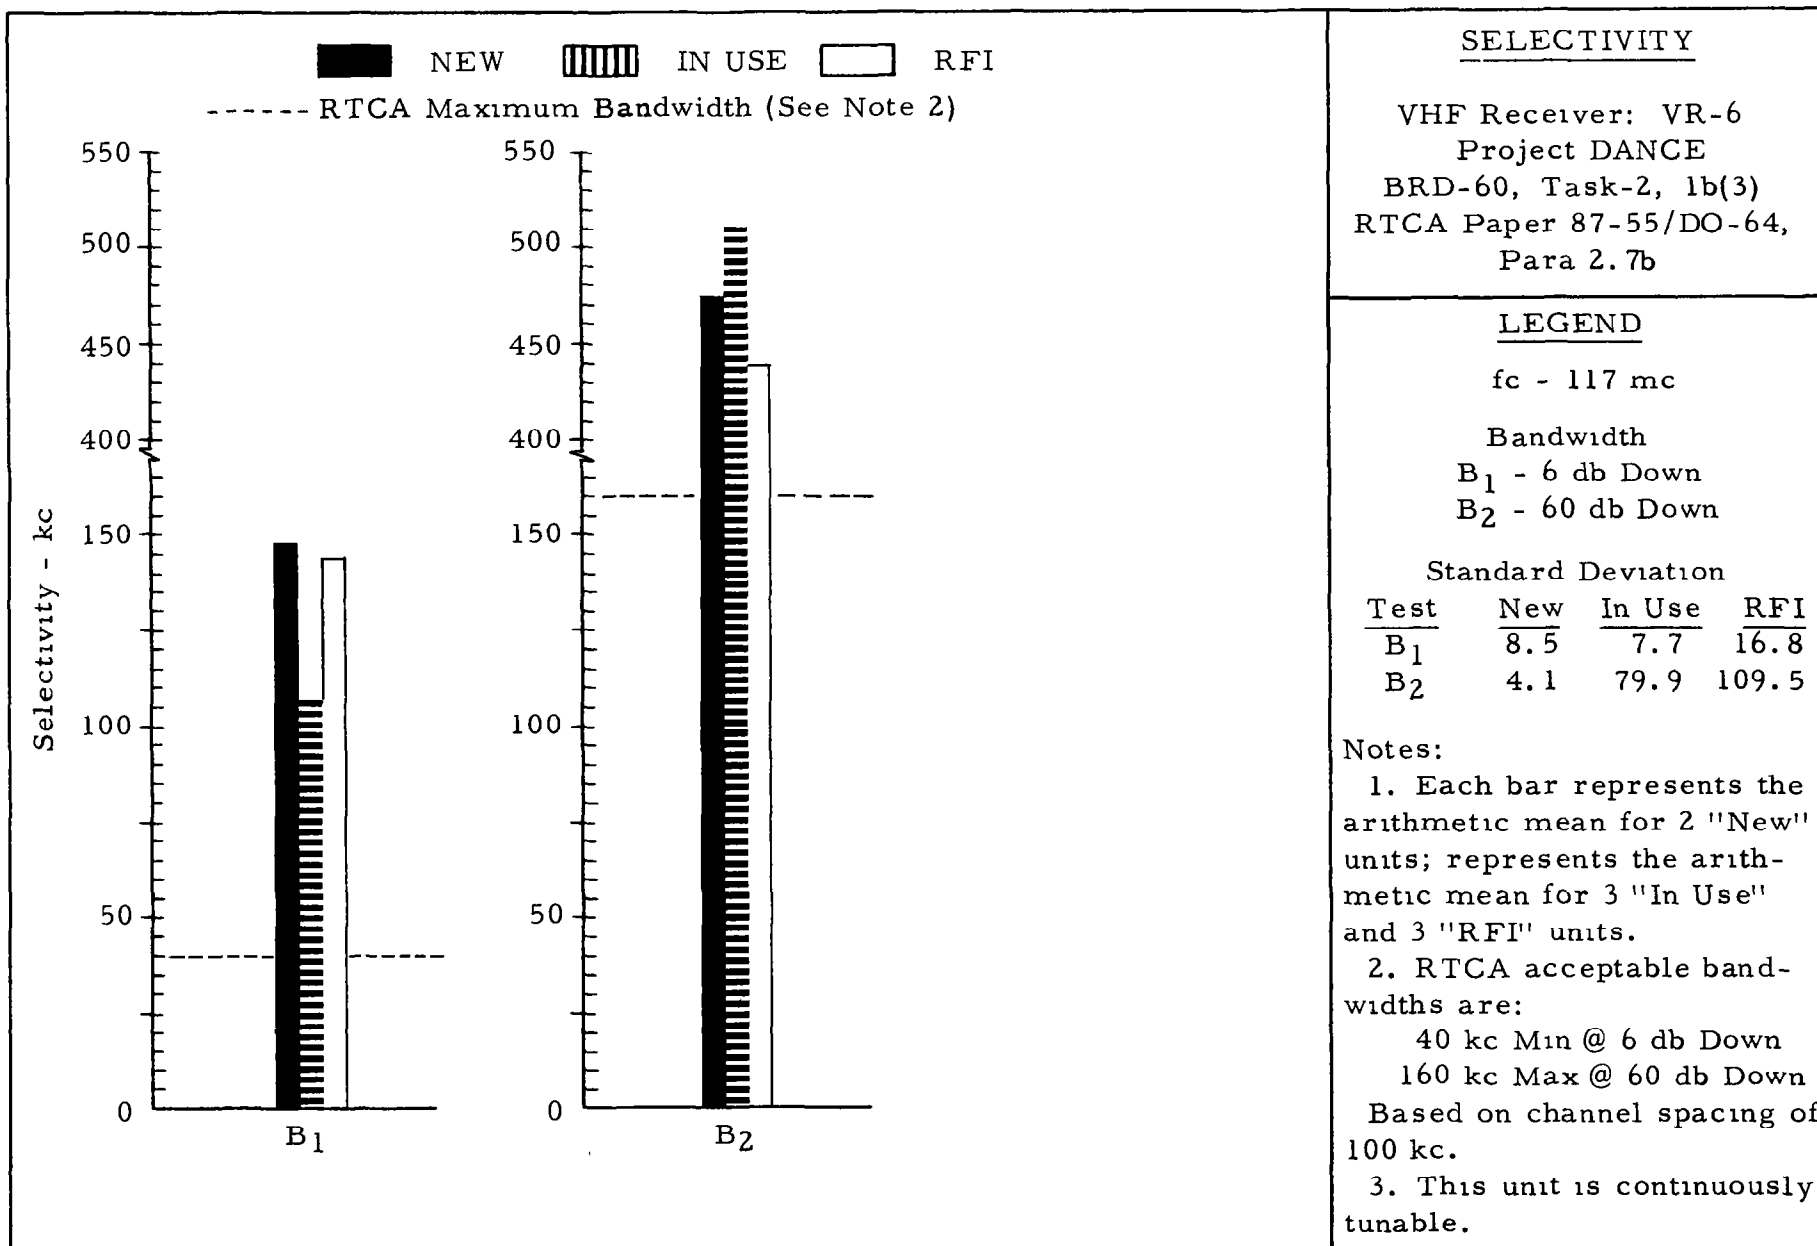 NEW IN USE RFI
------ RTCA Maximum Bandwidth (See Note 2)
Selectivity - kc
550
500
450
400
150
100
50
0
B1
550
500
450
400
150
100
50
0
B2
SELECTIVITY
VHF Receiver: VR-6
Project DANCE
BRD-60, Task-2, 1b(3)
RTCA Paper 87-55/DO-64,
Para 2.7b
LEGEND
fc - 117 mc
Bandwidth
B1 - 6 db Down
B2 - 60 db Down
Standard Deviation
Test New In Use RFI
B1 8.5 7.7 16.8
B2 4.1 79.9 109.5
Notes:
1. Each bar represents the
arithmetic mean for 2 "New"
units; represents the arith-
metic mean for 3 "In Use"
and 3 "RFI" units.
2. RTCA acceptable band-
widths are:
40 kc Min @ 6 db Down
160 kc Max @ 60 db Down
Based on channel spacing of
100 kc.
3. This unit is continuously
tunable.